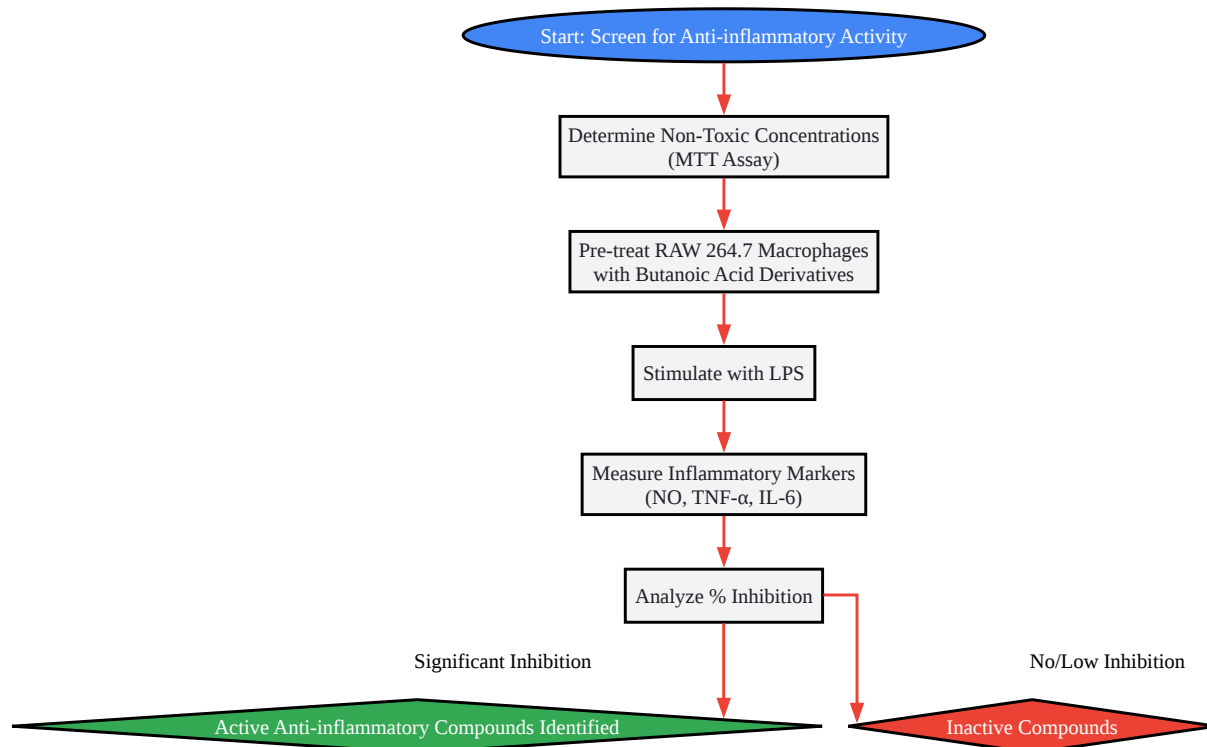 Start: Screen for Anti-inflammatory Activity
Determine Non-Toxic Concentrations
(MTT Assay)
Pre-treat RAW 264.7 Macrophages
with Butanoic Acid Derivatives
Stimulate with LPS
Measure Inflammatory Markers
(NO, TNF-α, IL-6)
Analyze % Inhibition
Significant Inhibition
No/Low Inhibition
Active Anti-inflammatory Compounds Identified
Inactive Compounds